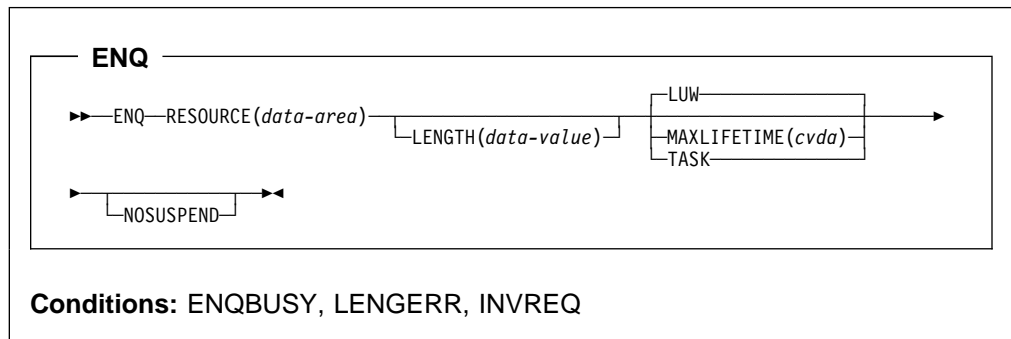 ENQ
LUW
ENQ RESOURCE(data-area)
LENGTH(data-value) MAXLIFETIME(cvda)
TASK
NOSUSPEND
Conditions: ENQBUSY, LENGERR, INVREQ